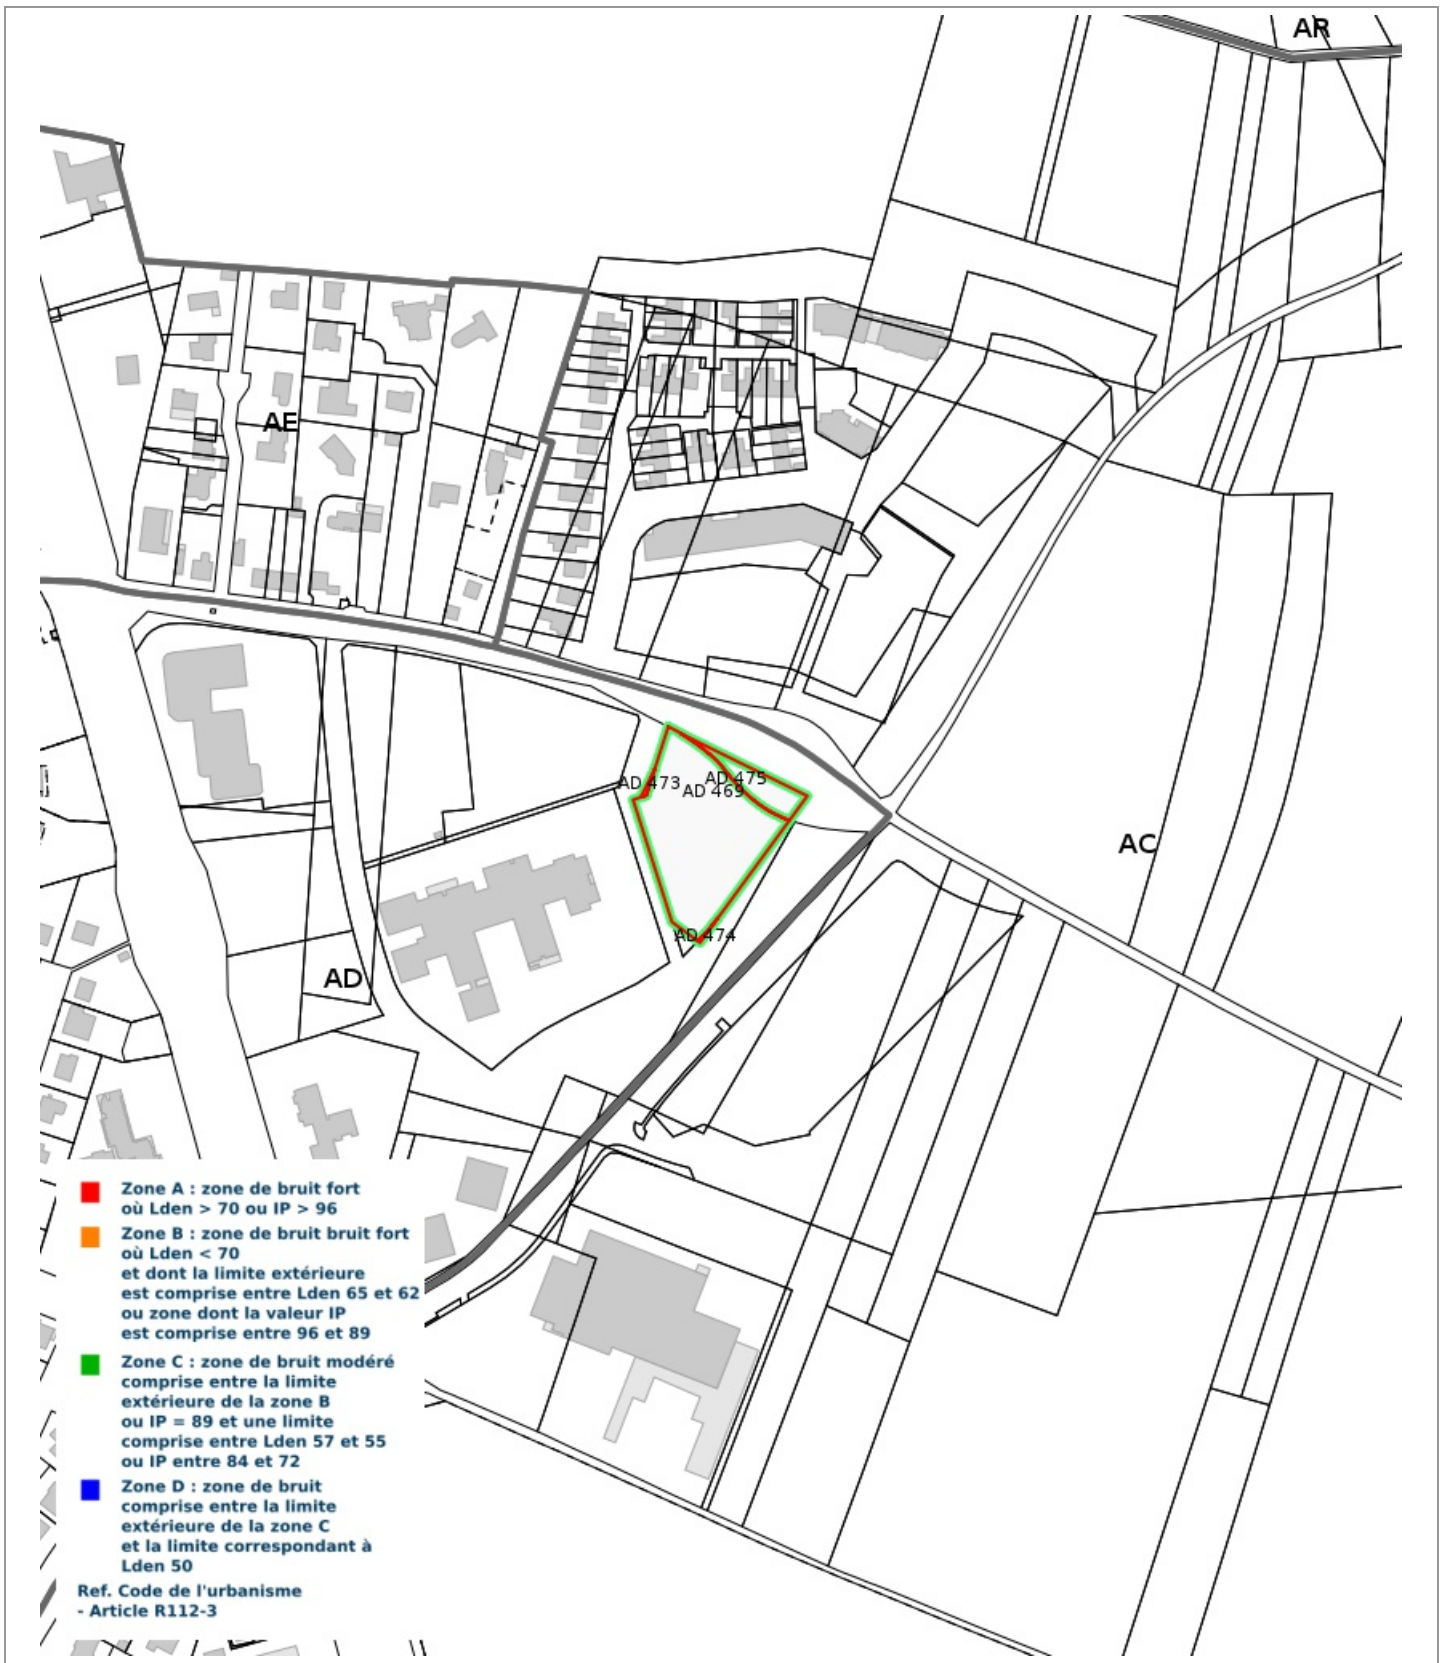 AR
AE
AD 473
AD 475
AD 469
AC
AD 474
AD
Zone A : zone de bruit fort
où Lden > 70 ou IP > 96
Zone B : zone de bruit bruit fort
où Lden < 70
et dont la limite extérieure
est comprise entre Lden 65 et 62
ou zone dont la valeur IP
est comprise entre 96 et 89
Zone C : zone de bruit modéré
comprise entre la limite
extérieure de la zone B
ou IP = 89 et une limite
comprise entre Lden 57 et 55
ou IP entre 84 et 72
Zone D : zone de bruit
comprise entre la limite
extérieure de la zone C
et la limite correspondant à
Lden 50
Ref. Code de l'urbanisme
- Article R112-3